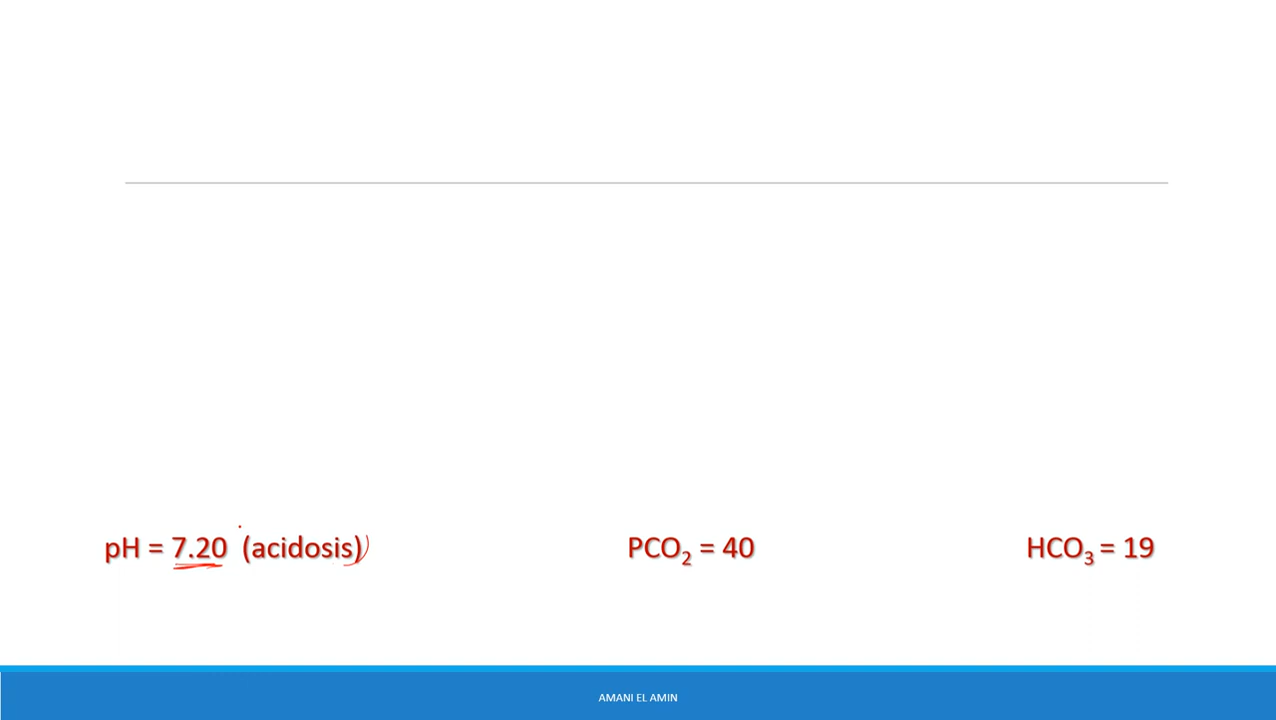 pH = 7.20 (acidosis) PCO₂ = 40 HCO₃ = 19
AMANI EL AMIN